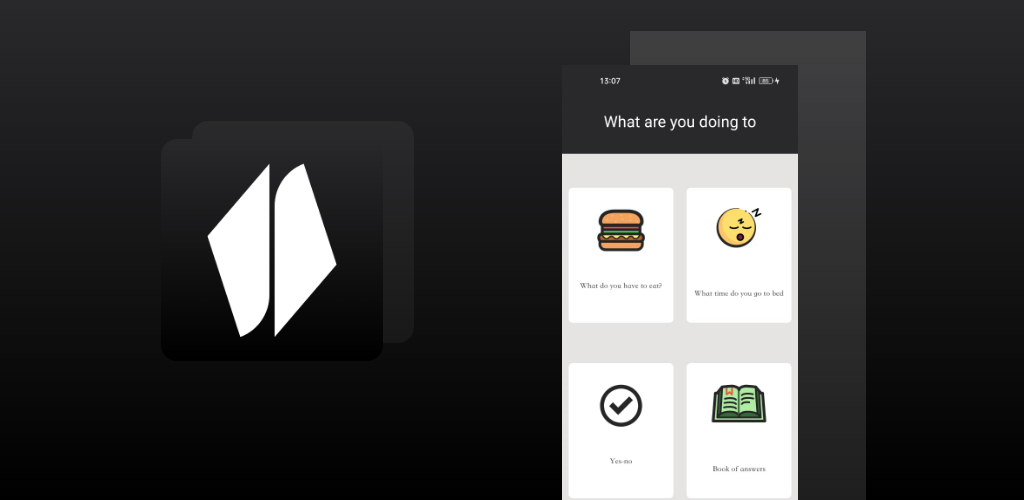 13:07
What are you doing to
What do you have to eat?
What time do you go to bed
Yes-no
Book of answers